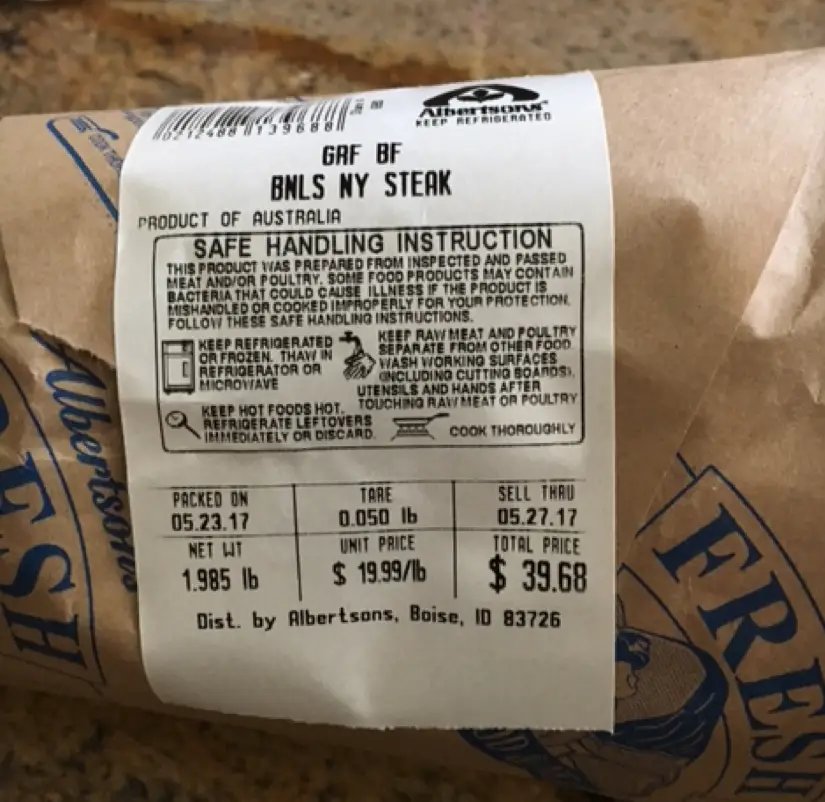 0212488 139688
Albertsons
KEEP REFRIGERATED
GRF BF
BNLS NY STEAK
PRODUCT OF AUSTRALIA
SAFE HANDLING INSTRUCTION
THIS PRODUCT WAS PREPARED FROM INSPECTED AND PASSED
MEAT AND/OR POULTRY. SOME FOOD PRODUCTS MAY CONTAIN
BACTERIA THAT COULD CAUSE ILLNESS IF THE PRODUCT IS
MISHANDLED OR COOKED IMPROPERLY FOR YOUR PROTECTION,
FOLLOW THESE SAFE HANDLING INSTRUCTIONS.
KEEP REFRIGERATED
OR FROZEN. THAW IN
REFRIGERATOR OR
MICROWAVE
KEEP RAW MEAT AND POULTRY
SEPARATE FROM OTHER FOOD
WASH WORKING SURFACES
(INCLUDING CUTTING BOARDS),
UTENSILS AND HANDS AFTER
TOUCHING RAW MEAT OR POULTRY
KEEP HOT FOODS HOT.
REFRIGERATE LEFTOVERS
IMMEDIATELY OR DISCARD.
COOK THOROUGHLY
PACKED ON TARE SELL THRU
05.23.17 0.050 lb 05.27.17
NET WT UNIT PRICE TOTAL PRICE
1.985 lb $ 19.99/lb $ 39.68
Dist. by Albertsons, Boise, ID 83726
Albertsons
ESH
FRESH